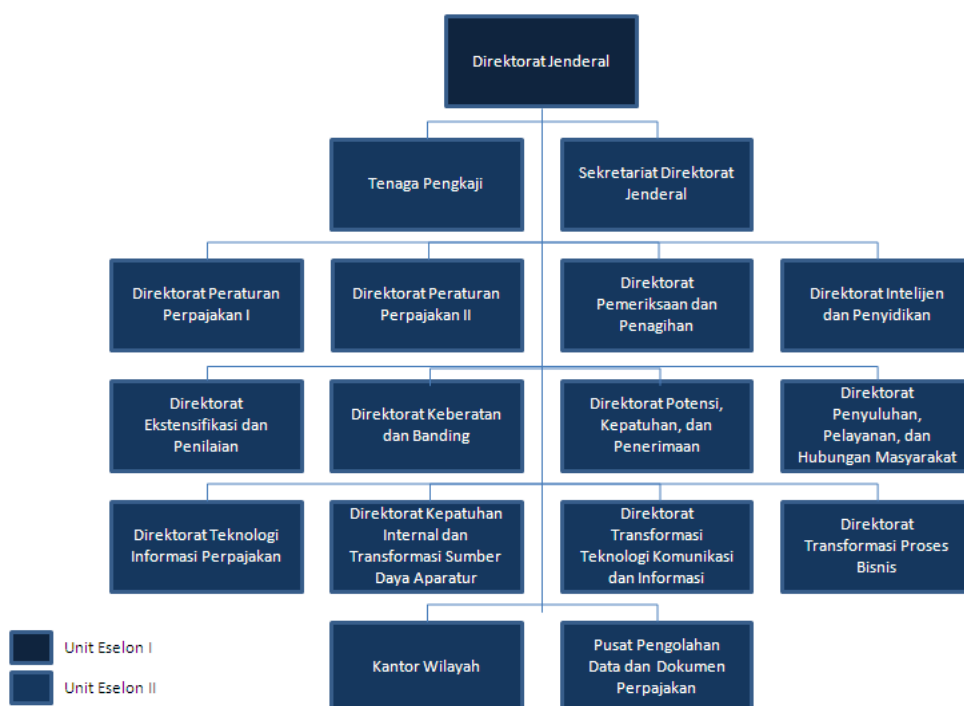 Direktorat Jenderal
Tenaga Pengkaji
Sekretariat Direktorat
Jenderal
Direktorat Peraturan
Perpajakan I
Direktorat Peraturan
Perpajakan II
Direktorat
Pemeriksaan dan
Penagihan
Direktorat Intelijen
dan Penyidikan
Direktorat
Ekstensifikasi dan
Penilaian
Direktorat Keberatan
dan Banding
Direktorat Potensi,
Kepatuhan, dan
Penerimaan
Direktorat
Penyuluhan,
Pelayanan, dan
Hubungan Masyarakat
Direktorat Teknologi
Informasi Perpajakan
Direktorat Kepatuhan
Internal dan
Transformasi Sumber
Daya Aparatur
Direktorat
Transformasi
Teknologi Komunikasi
dan Informasi
Direktorat
Transformasi Proses
Bisnis
Kantor Wilayah
Pusat Pengolahan
Data dan Dokumen
Perpajakan
Unit Eselon I
Unit Eselon II